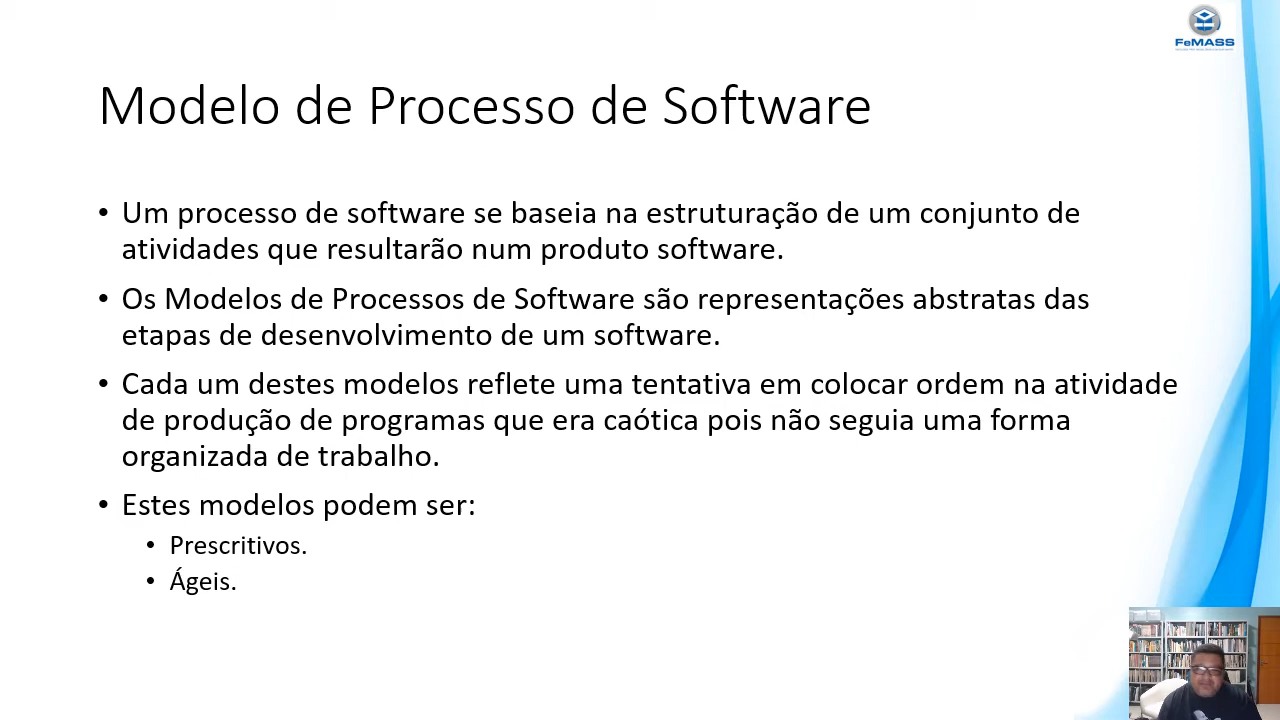 FeMASS
Modelo de Processo de Software
• Um processo de software se baseia na estruturação de um conjunto de
atividades que resultarão num produto software.
• Os Modelos de Processos de Software são representações abstratas das
etapas de desenvolvimento de um software.
• Cada um destes modelos reflete uma tentativa em colocar ordem na atividade
de produção de programas que era caótica pois não seguia uma forma
organizada de trabalho.
• Estes modelos podem ser:
• Prescritivos.
• Ágeis.